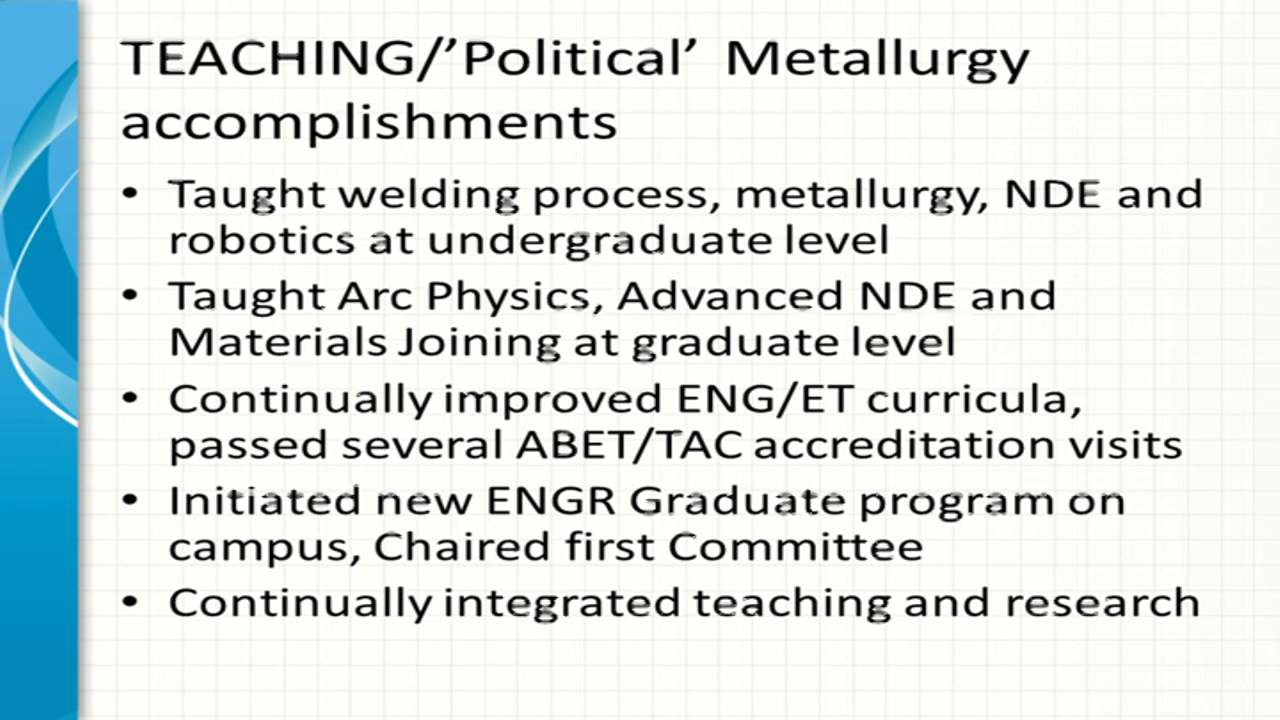 TEACHING/’Political’ Metallurgy
accomplishments
• Taught welding process, metallurgy, NDE and
robotics at undergraduate level
• Taught Arc Physics, Advanced NDE and
Materials Joining at graduate level
• Continually improved ENG/ET curricula,
passed several ABET/TAC accreditation visits
• Initiated new ENGR Graduate program on
campus, Chaired first Committee
• Continually integrated teaching and research